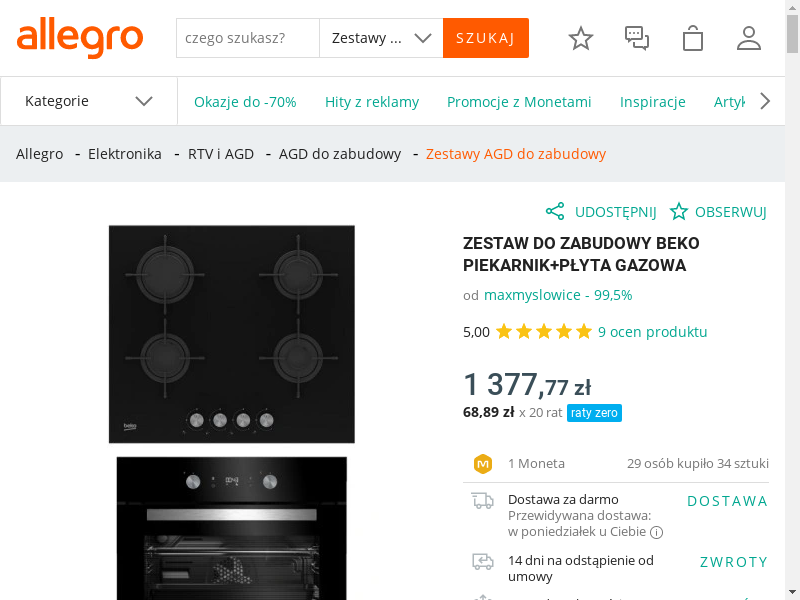 allegro
czego szukasz?
Zestawy ...
SZUKAJ
Kategorie
Okazje do -70%
Hity z reklamy
Promocje z Monetami
Inspiracje
Artyk
Allegro - Elektronika - RTV i AGD - AGD do zabudowy - Zestawy AGD do zabudowy
UDOSTĘPNIJ
OBSERWUJ
ZESTAW DO ZABUDOWY BEKO
PIEKARNIK+PŁYTA GAZOWA
od maxmyslowice - 99,5%
5,00
9 ocen produktu
1 377,77 zł
68,89 zł x 20 rat raty zero
1 Moneta
29 osób kupiło 34 sztuki
Dostawa za darmo
Przewidywana dostawa:
w poniedziałek u Ciebie
DOSTAWA
14 dni na odstąpienie od
umowy
ZWROTY
beko